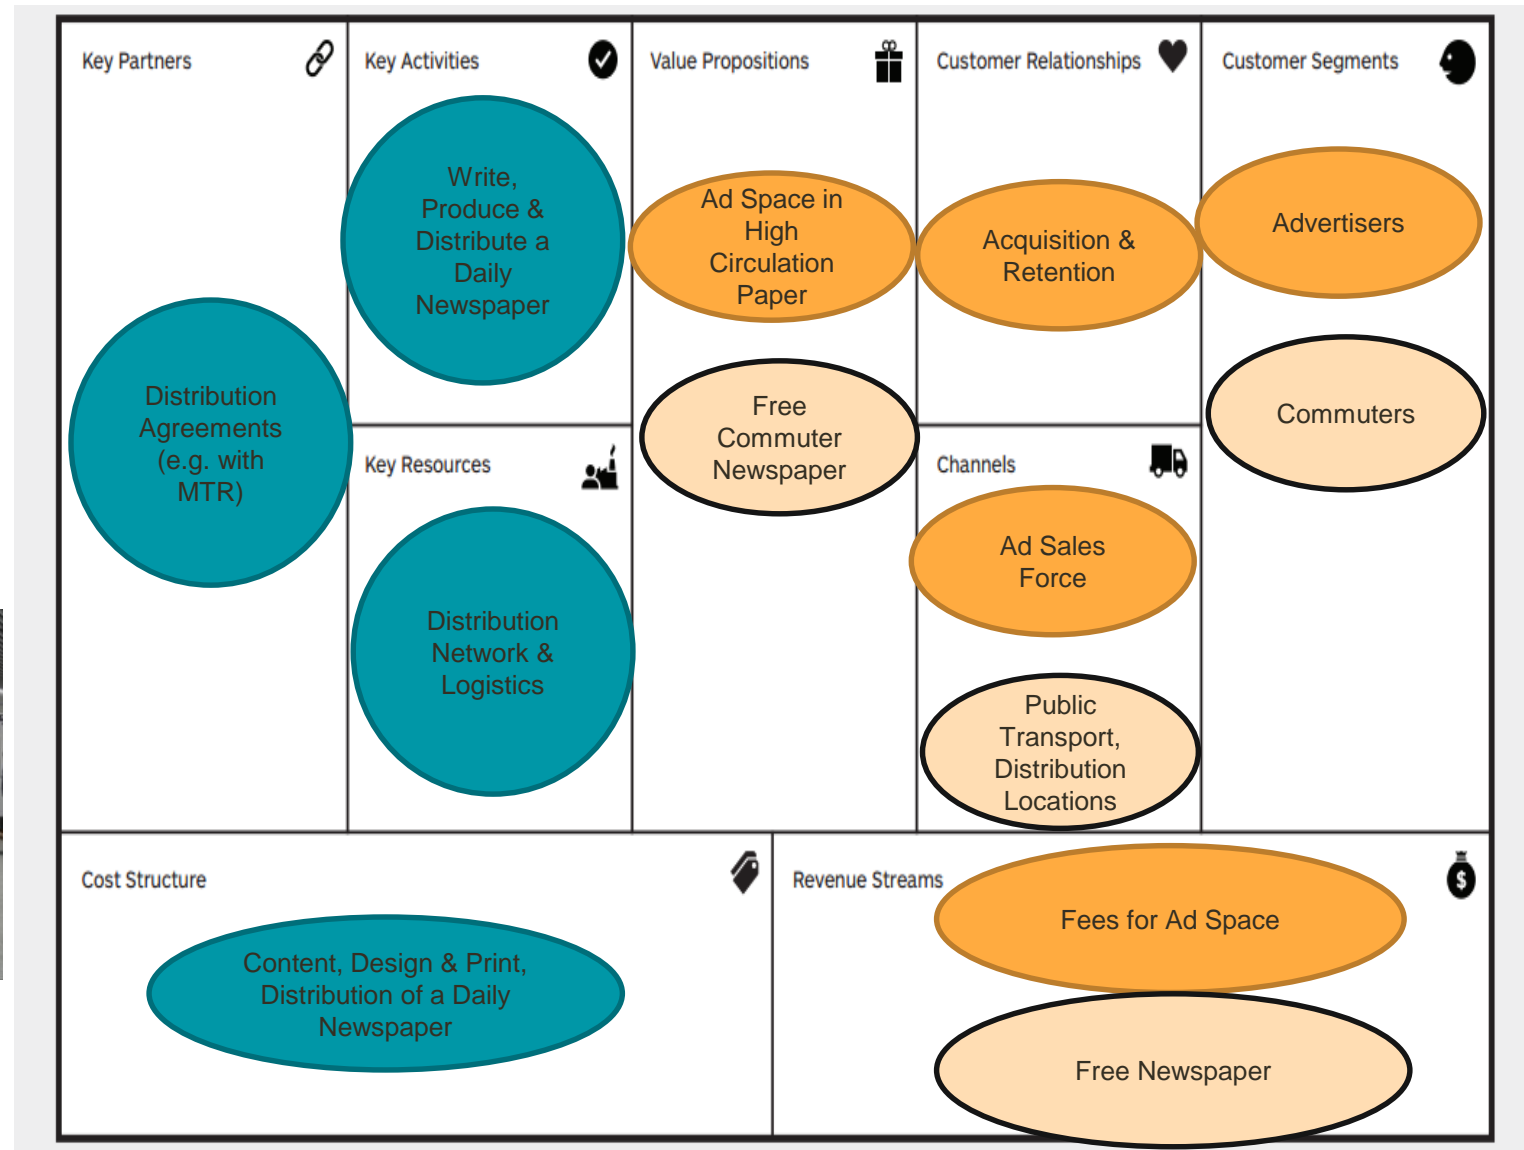 Key Partners
Distribution
Agreements
(e.g. with
MTR)
Key Activities
Write,
Produce &
Distribute a
Daily
Newspaper
Key Resources
Distribution
Network &
Logistics
Value Propositions
Ad Space in
High
Circulation
Paper
Free
Commuter
Newspaper
Customer Relationships
Acquisition &
Retention
Channels
Ad Sales
Force
Public
Transport,
Distribution
Locations
Customer Segments
Advertisers
Commuters
Cost Structure
Content, Design & Print,
Distribution of a Daily
Newspaper
Revenue Streams
$
Fees for Ad Space
Free Newspaper